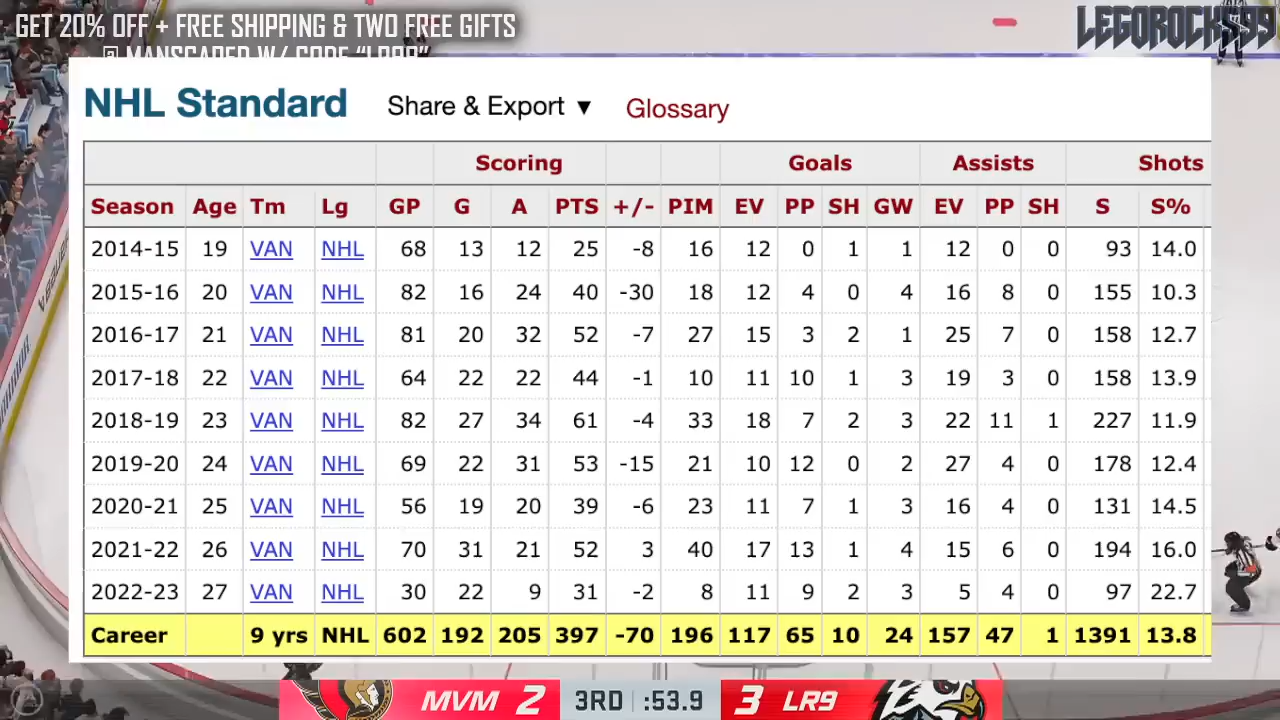 GET 20% OFF + FREE SHIPPING & TWO FREE GIFTS
@ MANSCAPED W/ CODE "LR99"
LEGOROCKS99
NHL Standard Share & Export ▼ Glossary
Scoring Goals Assists Shots
Season Age Tm Lg GP G A PTS +/- PIM EV PP SH GW EV PP SH S S%
2014-15 19 VAN NHL 68 13 12 25 -8 16 12 0 1 1 12 0 0 93 14.0
2015-16 20 VAN NHL 82 16 24 40 -30 18 12 4 0 4 16 8 0 155 10.3
2016-17 21 VAN NHL 81 20 32 52 -7 27 15 3 2 1 25 7 0 158 12.7
2017-18 22 VAN NHL 64 22 22 44 -1 10 11 10 1 3 19 3 0 158 13.9
2018-19 23 VAN NHL 82 27 34 61 -4 33 18 7 2 3 22 11 1 227 11.9
2019-20 24 VAN NHL 69 22 31 53 -15 21 10 12 0 2 27 4 0 178 12.4
2020-21 25 VAN NHL 56 19 20 39 -6 23 11 7 1 3 16 4 0 131 14.5
2021-22 26 VAN NHL 70 31 21 52 3 40 17 13 1 4 15 6 0 194 16.0
2022-23 27 VAN NHL 30 22 9 31 -2 8 11 9 2 3 5 4 0 97 22.7
Career 9 yrs NHL 602 192 205 397 -70 196 117 65 10 24 157 47 1 1391 13.8
MVM 2 3RD :53.9 3 LR9